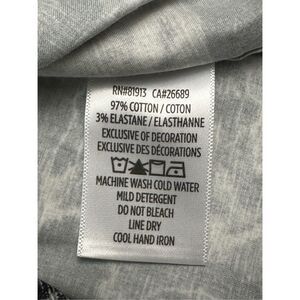 RN#81913 CA#26689
97% COTTON / COTON
3% ELASTANE / ELASTHANNE
EXCLUSIVE OF DECORATION
EXCLUSIVE DES DÉCORATIONS
MACHINE WASH COLD WATER
MILD DETERGENT
DO NOT BLEACH
LINE DRY
COOL HAND IRON